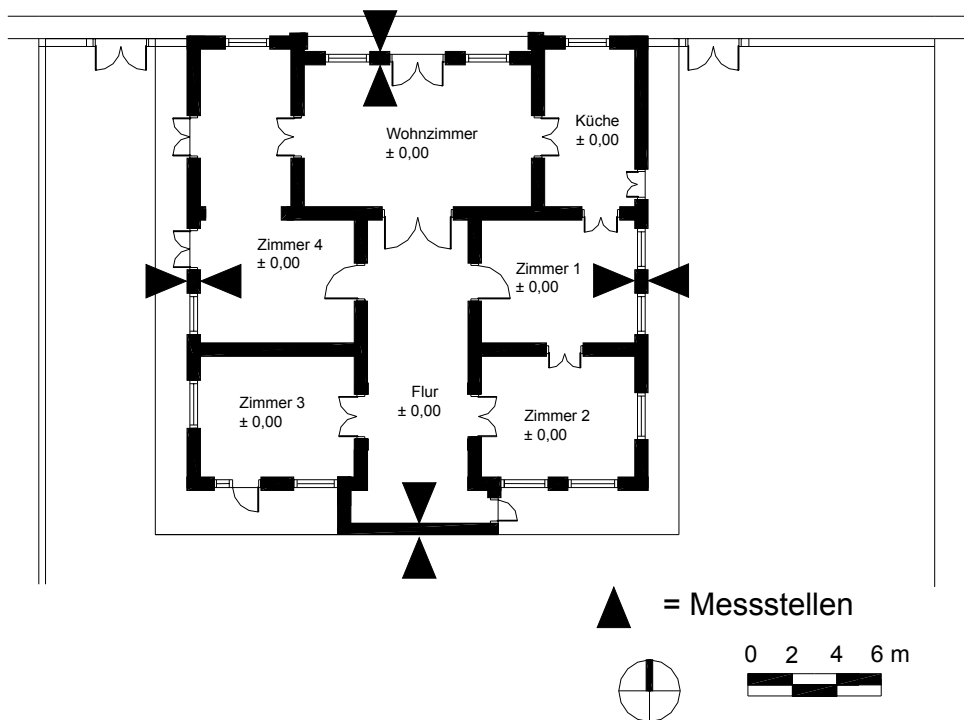 Küche
± 0,00
Wohnzimmer
± 0,00
Zimmer 4
± 0,00
Zimmer 1
± 0,00
Flur
± 0,00
Zimmer 3
± 0,00
Zimmer 2
± 0,00
= Messstellen
0 2 4 6 m